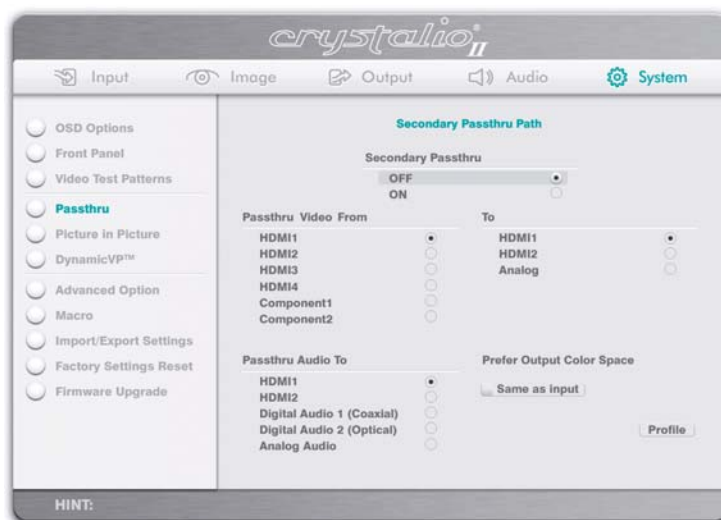 crystalio II
Input Image Output Audio System
OSD Options
Front Panel
Video Test Patterns
Passthru
Picture in Picture
DynamicVP™
Advanced Option
Macro
Import/Export Settings
Factory Settings Reset
Firmware Upgrade
Secondary Passthru Path
Secondary Passthru
OFF
ON
Passthru Video From
HDMI1
HDMI2
HDMI3
HDMI4
Component1
Component2
To
HDMI1
HDMI2
Analog
Passthru Audio To
HDMI1
HDMI2
Digital Audio 1 (Coaxial)
Digital Audio 2 (Optical)
Analog Audio
Prefer Output Color Space
Same as input
Profile
HINT: